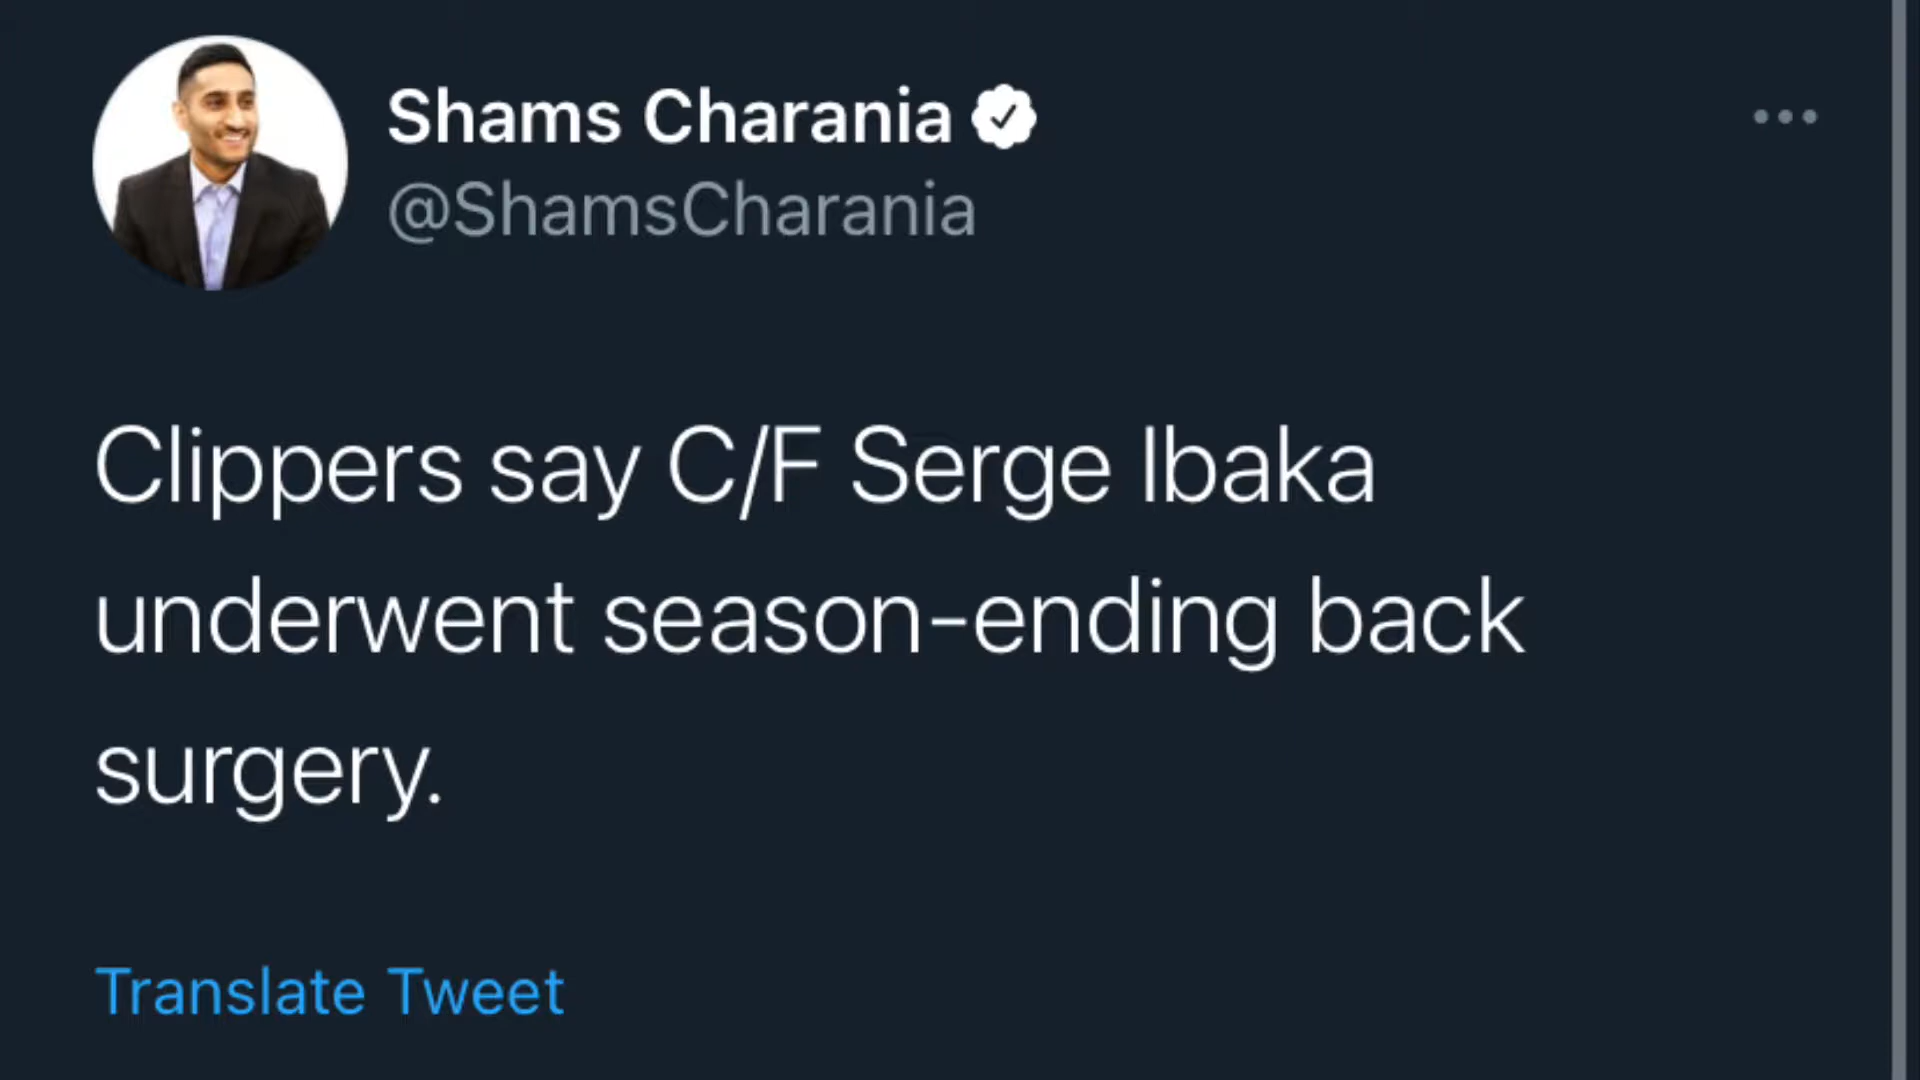 Shams Charania
@ShamsCharania
Clippers say C/F Serge Ibaka
underwent season-ending back
surgery.
Translate Tweet